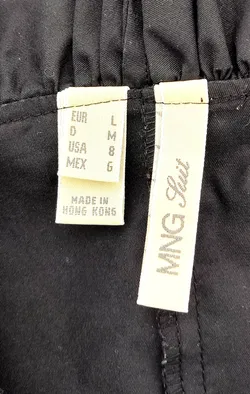 EUR L
D M
USA 8
MEX G
MADE IN
HONG KONG
MNG Suit